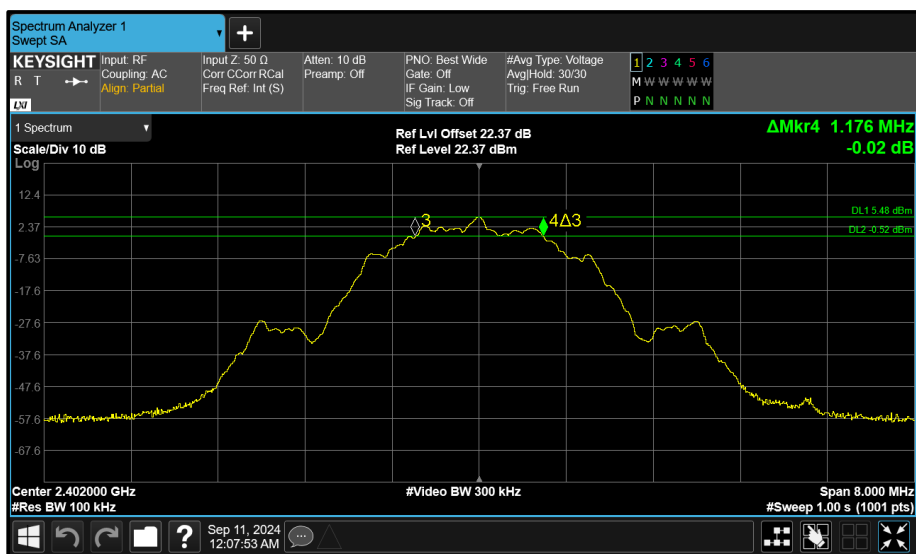 Spectrum Analyzer 1
Swept SA
KEYSIGHT
R T
LXI
Input: RF
Coupling: AC
Align: Partial
Input Z: 50 Ω
Corr CCorr RCal
Freq Ref: Int (S)
Atten: 10 dB
Preamp: Off
PNO: Best Wide
Gate: Off
IF Gain: Low
Sig Track: Off
#Avg Type: Voltage
Avg|Hold: 30/30
Trig: Free Run
1 2 3 4 5 6
M W W W W W
P N N N N N
1 Spectrum
Scale/Div 10 dB
Log
Ref Lvl Offset 22.37 dB
Ref Level 22.37 dBm
ΔMkr4 1.176 MHz
-0.02 dB
12.4
2.37
-7.63
-17.6
-27.6
-37.6
-47.6
-57.6
-67.6
3
4Δ3
DL1 5.48 dBm
DL2 -0.52 dBm
Center 2.402000 GHz
#Res BW 100 kHz
#Video BW 300 kHz
Span 8.000 MHz
#Sweep 1.00 s (1001 pts)
?
Sep 11, 2024
12:07:53 AM